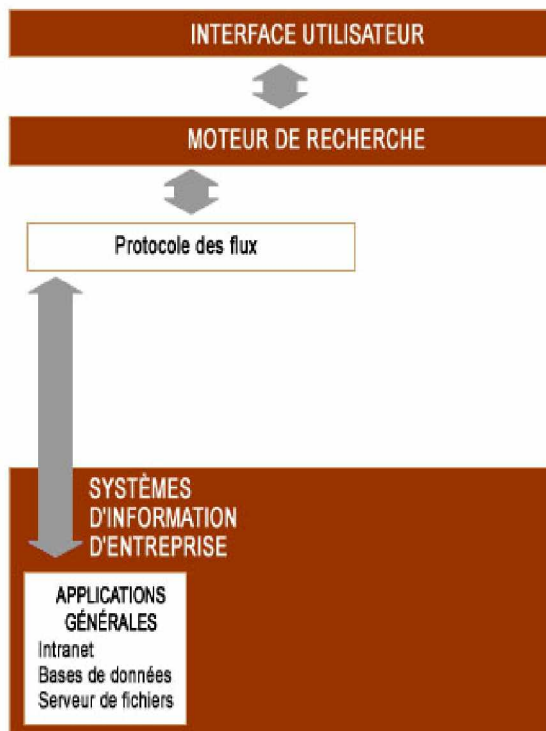 INTERFACE UTILISATEUR
MOTEUR DE RECHERCHE
Protocole des flux
SYSTÈMES
D'INFORMATION
D'ENTREPRISE
APPLICATIONS
GÉNÉRALES
Intranet
Bases de données
Serveur de fichiers